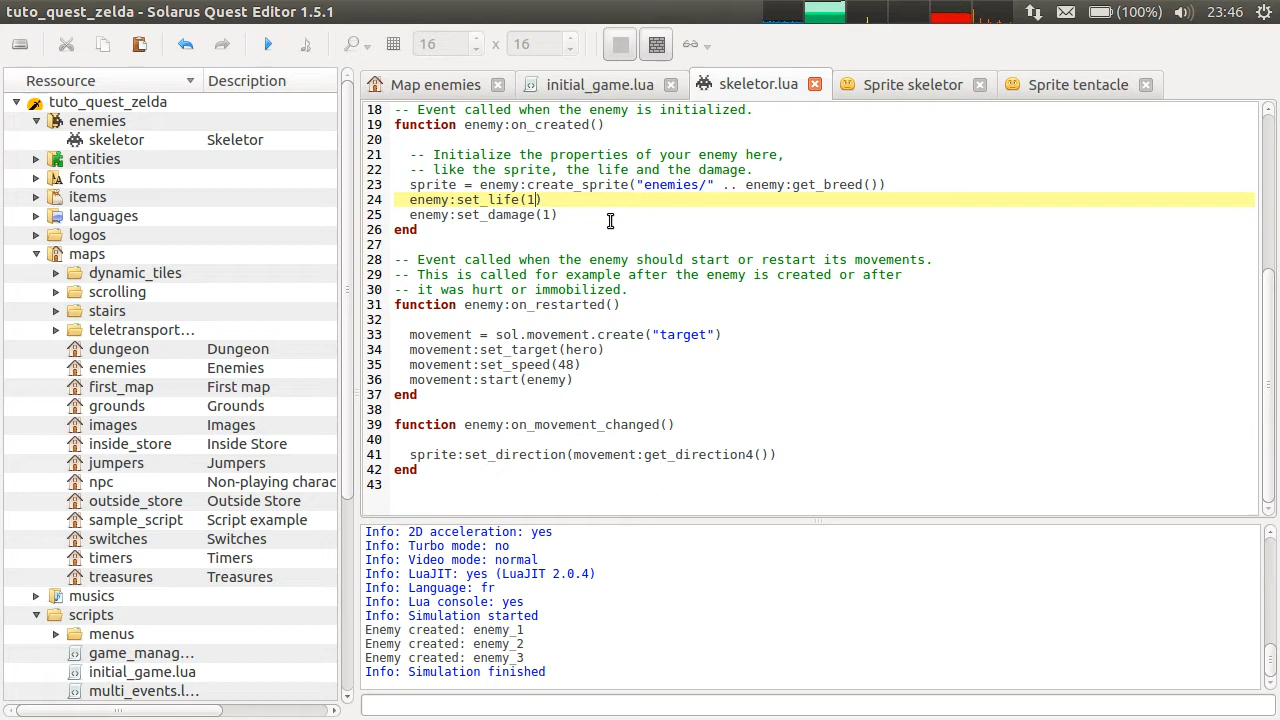 tuto_quest_zelda - Solarus Quest Editor 1.5.1
(100%)
23:46
16
x
16
Ressource
Description
tuto_quest_zelda
enemies
skeletor
Skeletor
entities
fonts
items
languages
logos
maps
dynamic_tiles
scrolling
stairs
teletransport...
dungeon
Dungeon
enemies
Enemies
first_map
First map
grounds
Grounds
images
Images
inside_store
Inside Store
jumpers
Jumpers
npc
Non-playing charac
outside_store
Outside Store
sample_script
Script example
switches
Switches
timers
Timers
treasures
Treasures
musics
scripts
menus
game_manag...
initial_game.lua
multi_events.l...
Map enemies
initial_game.lua
skeletor.lua
Sprite skeletor
Sprite tentacle
18 -- Event called when the enemy is initialized.
19 function enemy:on_created()
20
21 -- Initialize the properties of your enemy here,
22 -- like the sprite, the life and the damage.
23 sprite = enemy:create_sprite("enemies/" .. enemy:get_breed())
24 enemy:set_life(1)
25 enemy:set_damage(1)
26 end
27
28 -- Event called when the enemy should start or restart its movements.
29 -- This is called for example after the enemy is created or after
30 -- it was hurt or immobilized.
31 function enemy:on_restarted()
32
33 movement = sol.movement.create("target")
34 movement:set_target(hero)
35 movement:set_speed(48)
36 movement:start(enemy)
37 end
38
39 function enemy:on_movement_changed()
40
41 sprite:set_direction(movement:get_direction4())
42 end
43
Info: 2D acceleration: yes
Info: Turbo mode: no
Info: Video mode: normal
Info: LuaJIT: yes (LuaJIT 2.0.4)
Info: Language: fr
Info: Lua console: yes
Info: Simulation started
Enemy created: enemy_1
Enemy created: enemy_2
Enemy created: enemy_3
Info: Simulation finished